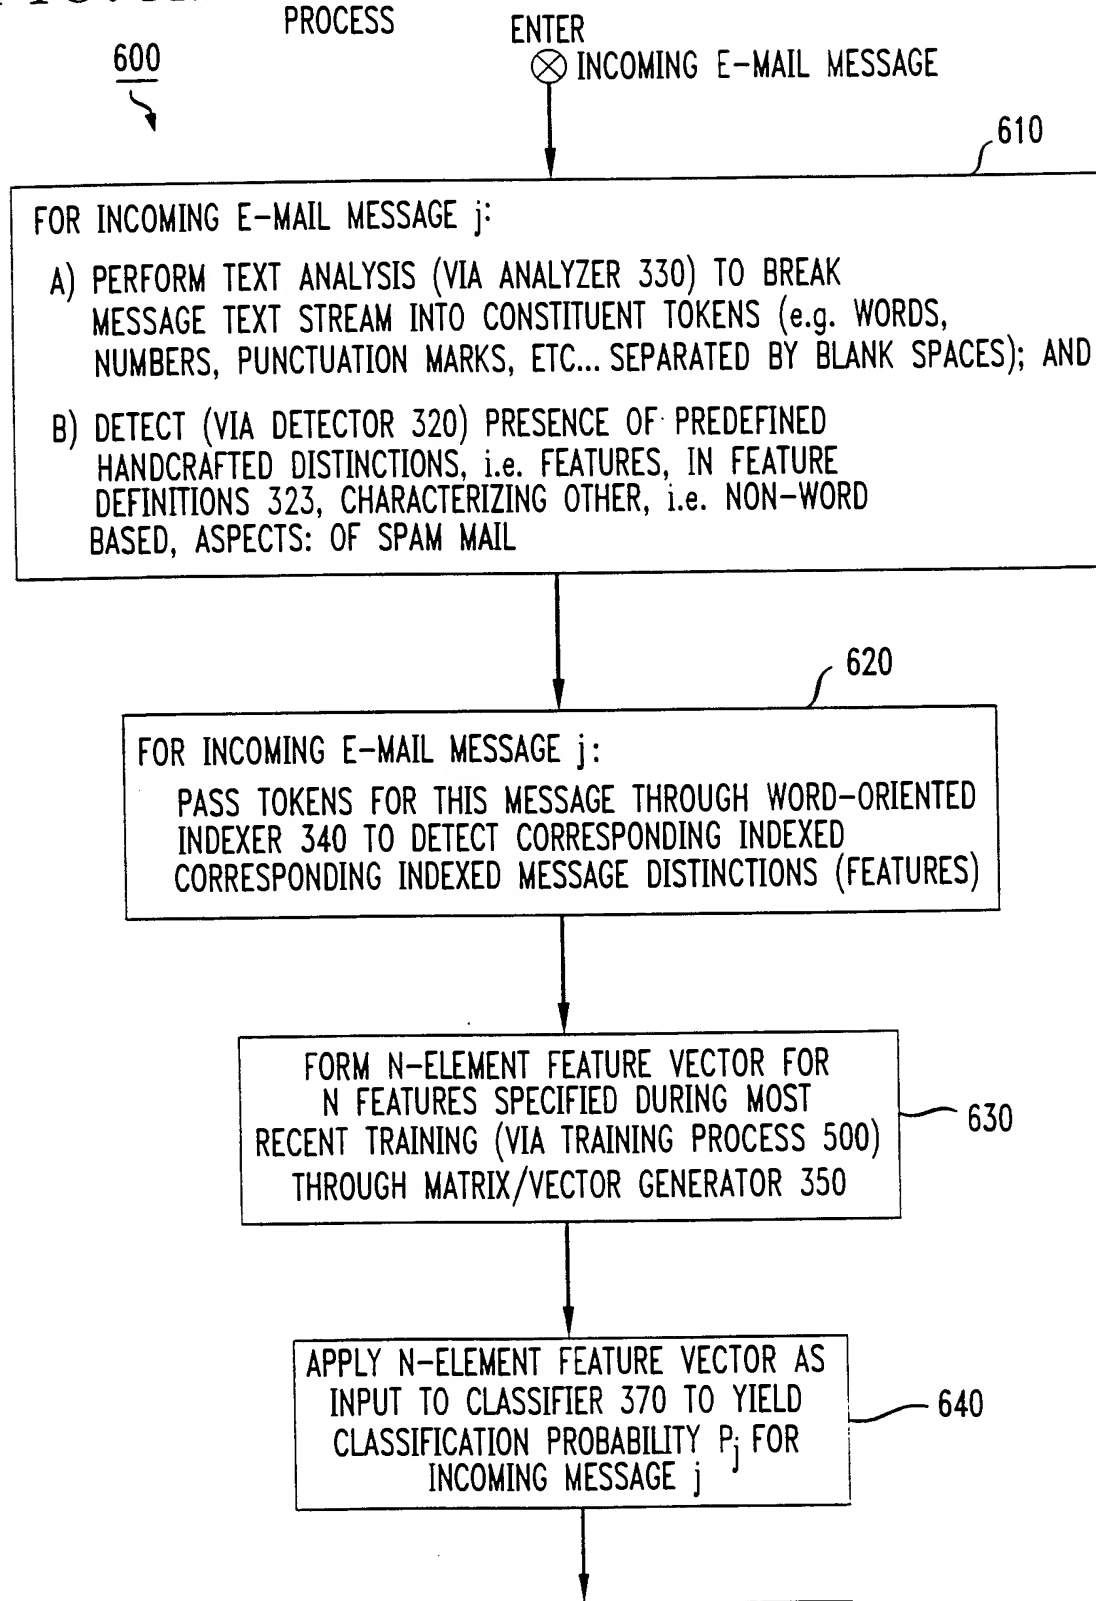 PROCESS
600
ENTER
INCOMING E-MAIL MESSAGE
610
FOR INCOMING E-MAIL MESSAGE j:
A) PERFORM TEXT ANALYSIS (VIA ANALYZER 330) TO BREAK
MESSAGE TEXT STREAM INTO CONSTITUENT TOKENS (e.g. WORDS,
NUMBERS, PUNCTUATION MARKS, ETC... SEPARATED BY BLANK SPACES); AND
B) DETECT (VIA DETECTOR 320) PRESENCE OF PREDEFINED
HANDCRAFTED DISTINCTIONS, i.e. FEATURES, IN FEATURE
DEFINITIONS 323, CHARACTERIZING OTHER, i.e. NON-WORD
BASED, ASPECTS: OF SPAM MAIL
620
FOR INCOMING E-MAIL MESSAGE j:
PASS TOKENS FOR THIS MESSAGE THROUGH WORD-ORIENTED
INDEXER 340 TO DETECT CORRESPONDING INDEXED
CORRESPONDING INDEXED MESSAGE DISTINCTIONS (FEATURES)
FORM N-ELEMENT FEATURE VECTOR FOR
N FEATURES SPECIFIED DURING MOST
RECENT TRAINING (VIA TRAINING PROCESS 500)
THROUGH MATRIX/VECTOR GENERATOR 350
630
APPLY N-ELEMENT FEATURE VECTOR AS
INPUT TO CLASSIFIER 370 TO YIELD
CLASSIFICATION PROBABILITY Pj FOR
INCOMING MESSAGE j
640